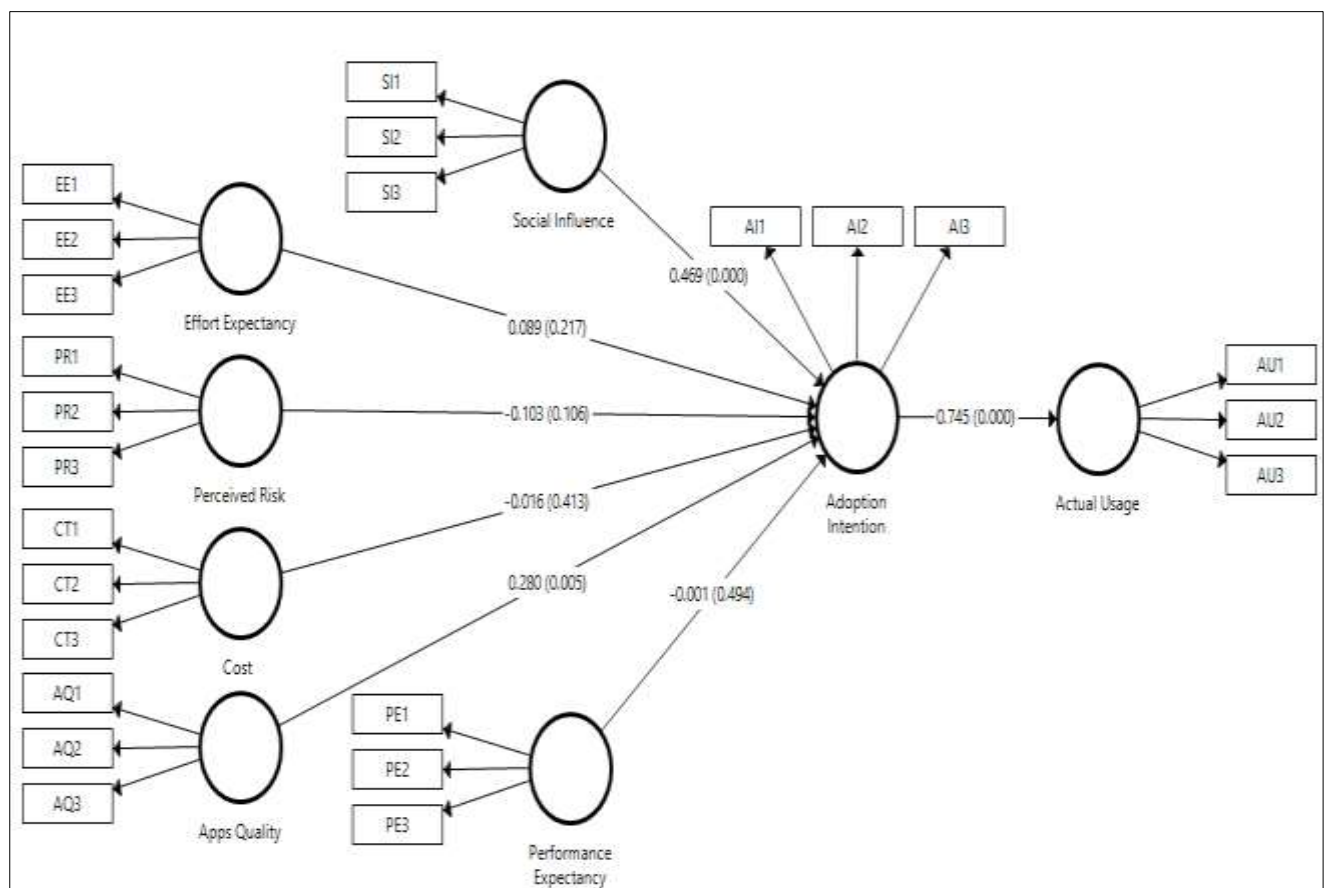 SI1
SI2
SI3
Social Influence
EE1
EE2
EE3
Effort Expectancy
AI1
AI2
AI3
0.469 (0.000)
0.089 (0.217)
PR1
PR2
PR3
Perceived Risk
-0.103 (0.106)
Adoption
Intention
0.745 (0.000)
Actual Usage
AU1
AU2
AU3
CT1
CT2
CT3
Cost
-0.016 (0.413)
0.280 (0.005)
-0.001 (0.494)
AQ1
AQ2
AQ3
Apps Quality
PE1
PE2
PE3
Performance
Expectancy